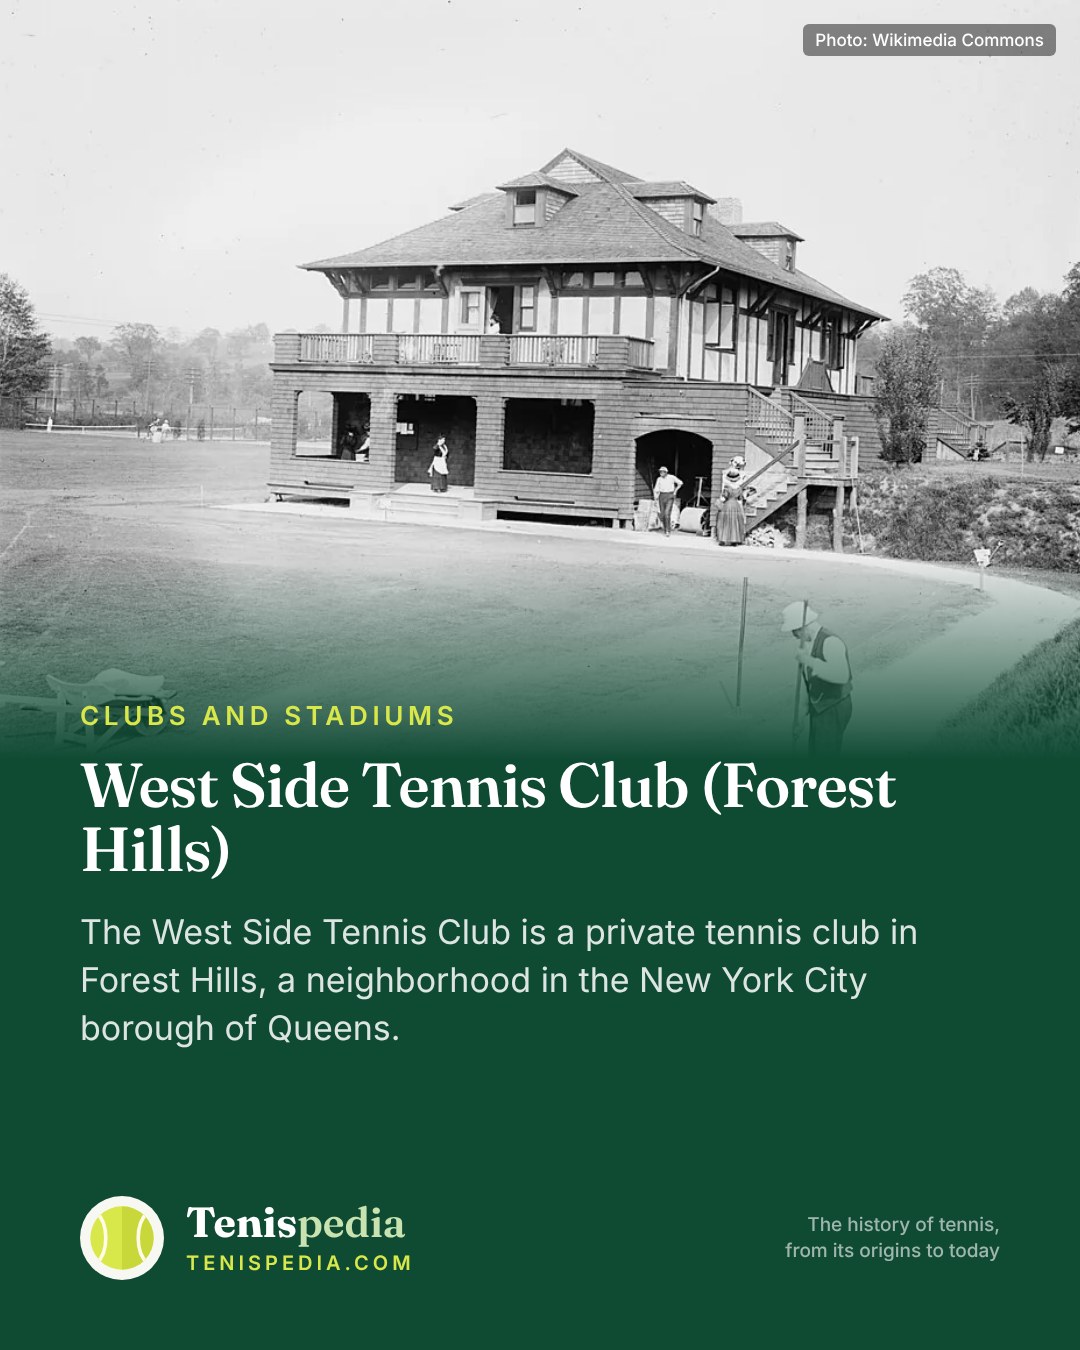 Photo: Wikimedia Commons
CLUBS AND STADIUMS
West Side Tennis Club (Forest
Hills)
The West Side Tennis Club is a private tennis club in
Forest Hills, a neighborhood in the New York City
borough of Queens.
Tenispedia
TENISPEDIA.COM
The history of tennis,
from its origins to today